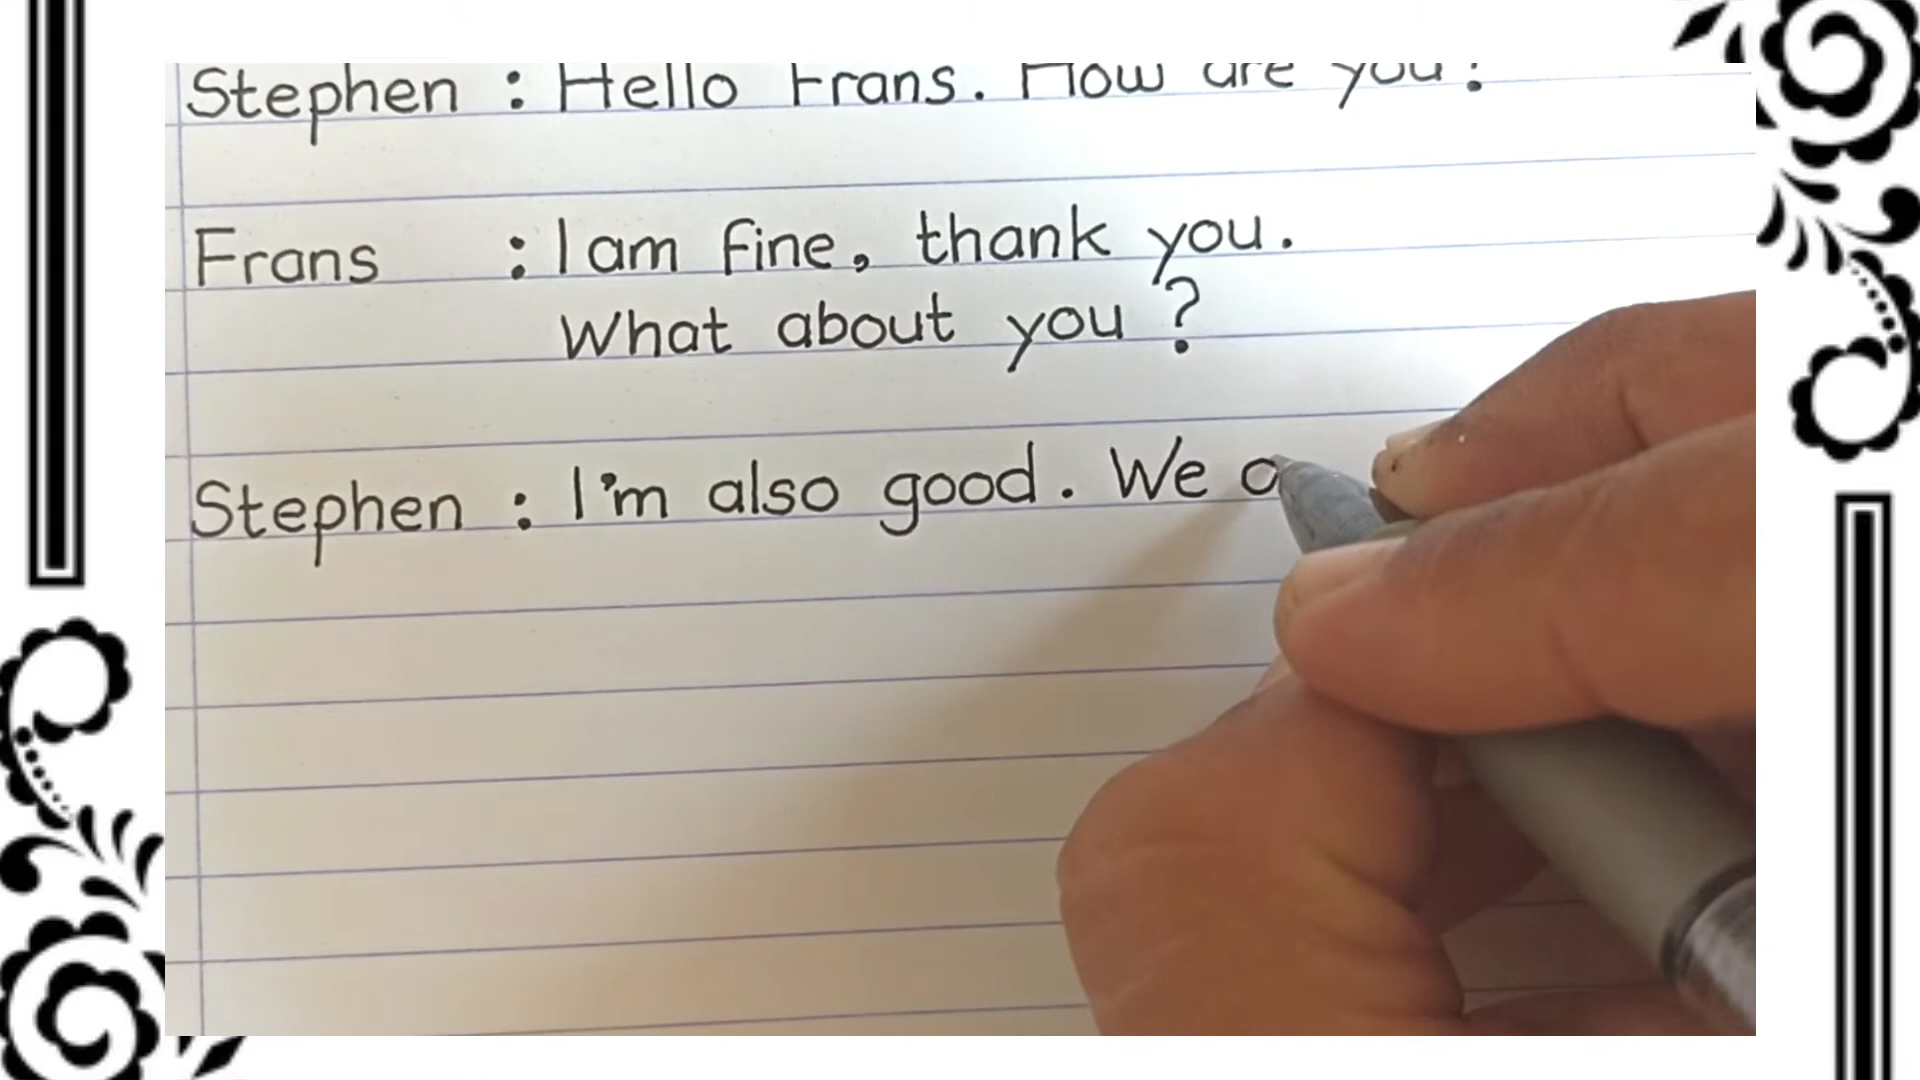 Stephen : Hello Frans. How are you?
Frans : I am fine, thank you.
What about you ?
Stephen : I'm also good. We a